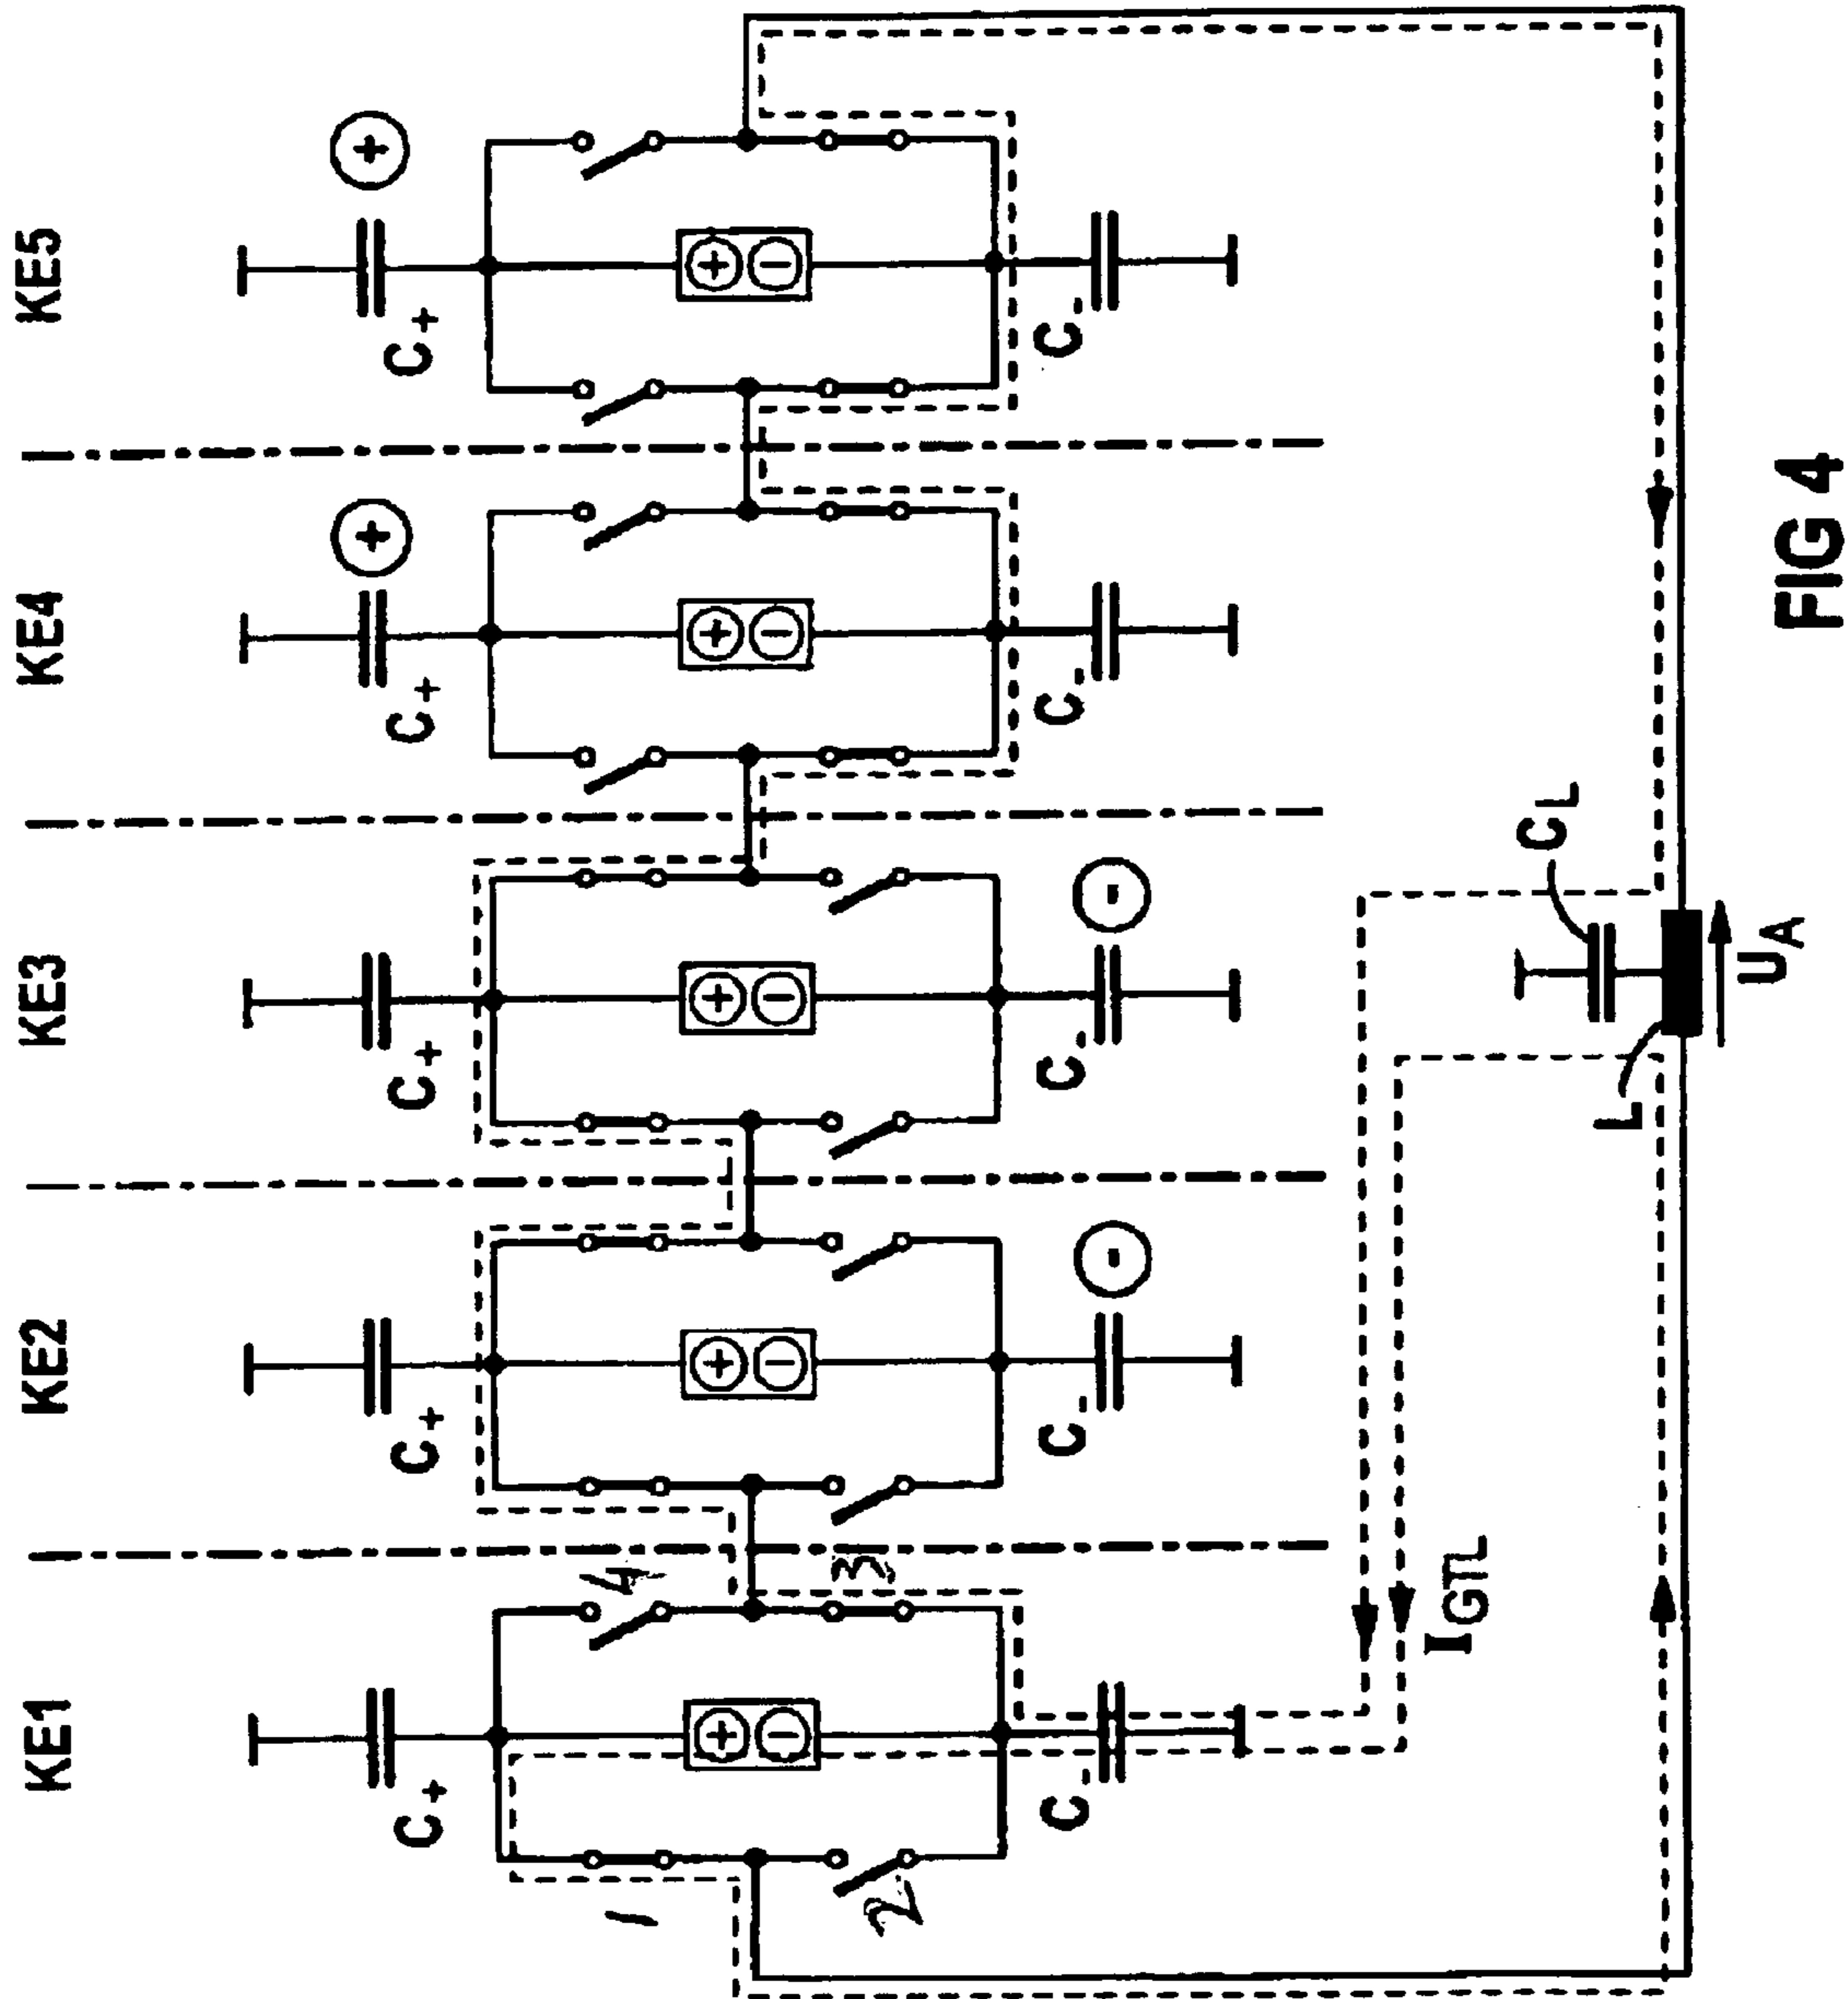 KE1 KE2 KE3 KE4 KE5
+ +
C+ C+ C+ C+ C+
1 4
+ + + + +
- - - - -
2 3
C- C- C- C- C-
- -
IGTL
CL
L
UA
FIG 4